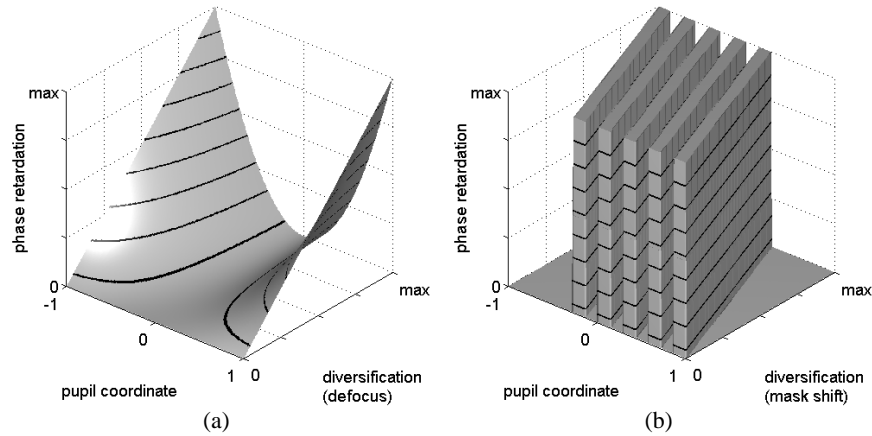 max
phase retardation
0
-1
0
1
0
max
pupil coordinate
diversification
(defocus)
(a)
max
phase retardation
0
-1
0
1
0
max
pupil coordinate
diversification
(mask shift)
(b)